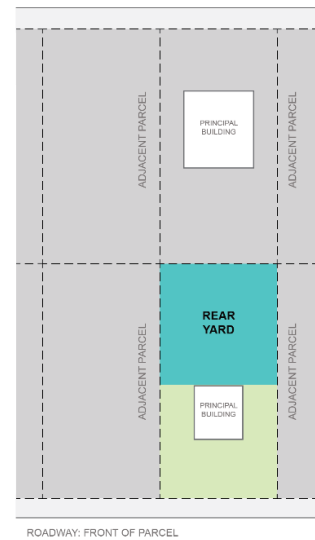 PRINCIPAL
BUILDING
ADJACENT PARCEL
ADJACENT PARCEL
REAR
YARD
ADJACENT PARCEL
ADJACENT PARCEL
PRINCIPAL
BUILDING
ROADWAY: FRONT OF PARCEL